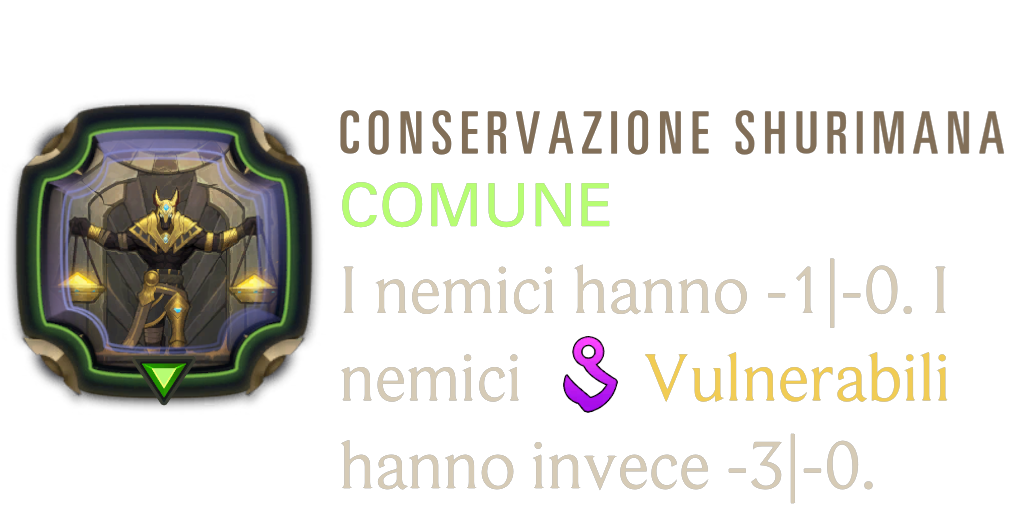 CONSERVAZIONE SHURIMANA
COMUNE
I nemici hanno -1|-0. I
nemici Vulnerabili
hanno invece -3|-0.